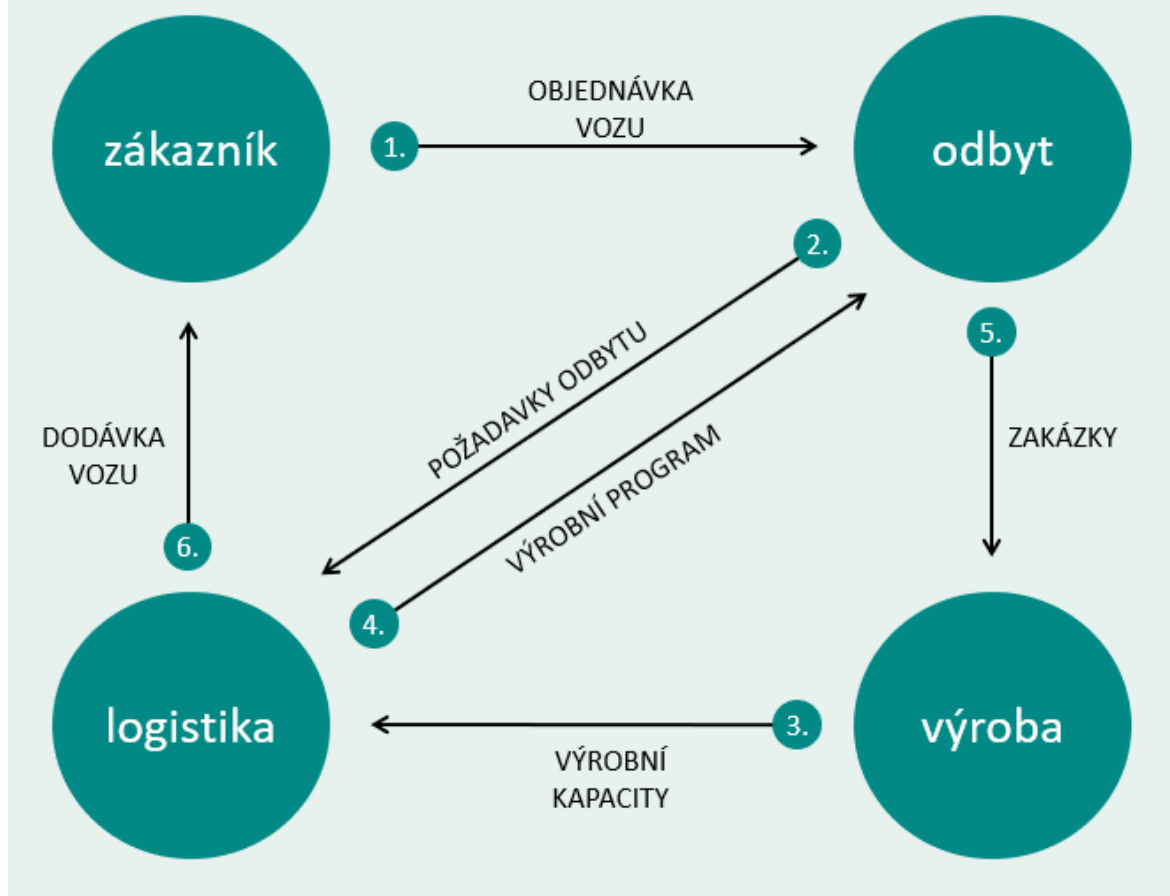 OBJEDNÁVKA
VOZU
zákazník
1.
odbyt
2.
POŽADAVKY ODBYTU
5.
DODÁVKA
VOZU
ZAKÁZKY
VÝROBNÍ PROGRAM
6.
4.
logistika
3.
výroba
VÝROBNÍ
KAPACITY